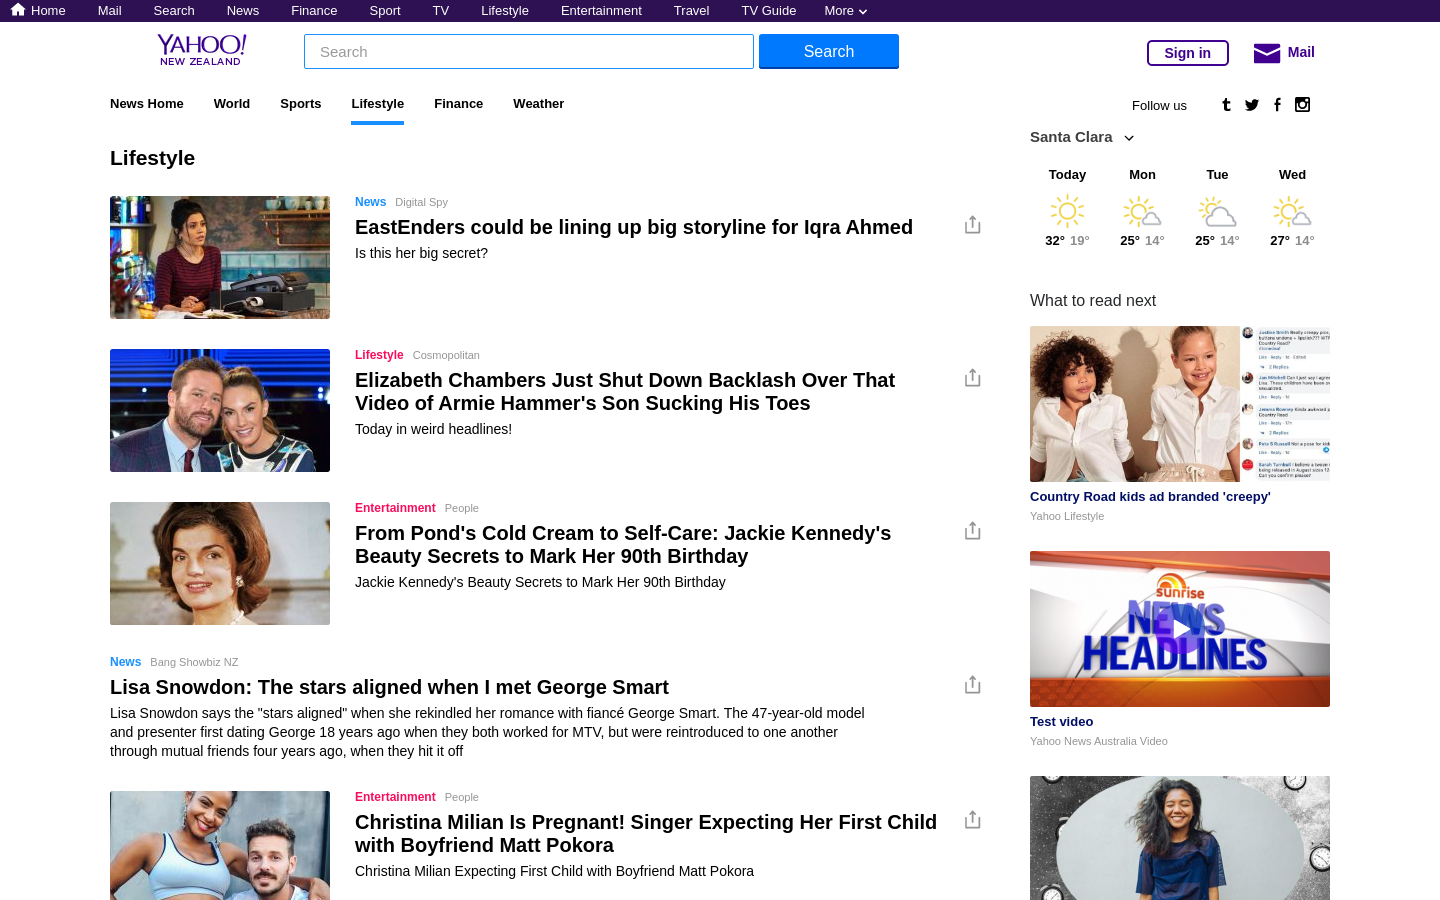 Home Mail Search News Finance Sport TV Lifestyle Entertainment Travel TV Guide More
YAHOO!
NEW ZEALAND
Search
Search
Sign in
Mail
News Home World Sports Lifestyle Finance Weather
Follow us
Santa Clara
Today Mon Tue Wed
32° 19° 25° 14° 25° 14° 27° 14°
Lifestyle
News Digital Spy
EastEnders could be lining up big storyline for Iqra Ahmed
Is this her big secret?
Lifestyle Cosmopolitan
Elizabeth Chambers Just Shut Down Backlash Over That
Video of Armie Hammer's Son Sucking His Toes
Today in weird headlines!
Entertainment People
From Pond's Cold Cream to Self-Care: Jackie Kennedy's
Beauty Secrets to Mark Her 90th Birthday
Jackie Kennedy's Beauty Secrets to Mark Her 90th Birthday
News Bang Showbiz NZ
Lisa Snowdon: The stars aligned when I met George Smart
Lisa Snowdon says the "stars aligned" when she rekindled her romance with fiancé George Smart. The 47-year-old model
and presenter first dating George 18 years ago when they both worked for MTV, but were reintroduced to one another
through mutual friends four years ago, when they hit it off
Entertainment People
Christina Milian Is Pregnant! Singer Expecting Her First Child
with Boyfriend Matt Pokora
Christina Milian Expecting First Child with Boyfriend Matt Pokora
What to read next
Country Road kids ad branded 'creepy'
Yahoo Lifestyle
sunrise
NEWS
HEADLINES
Test video
Yahoo News Australia Video